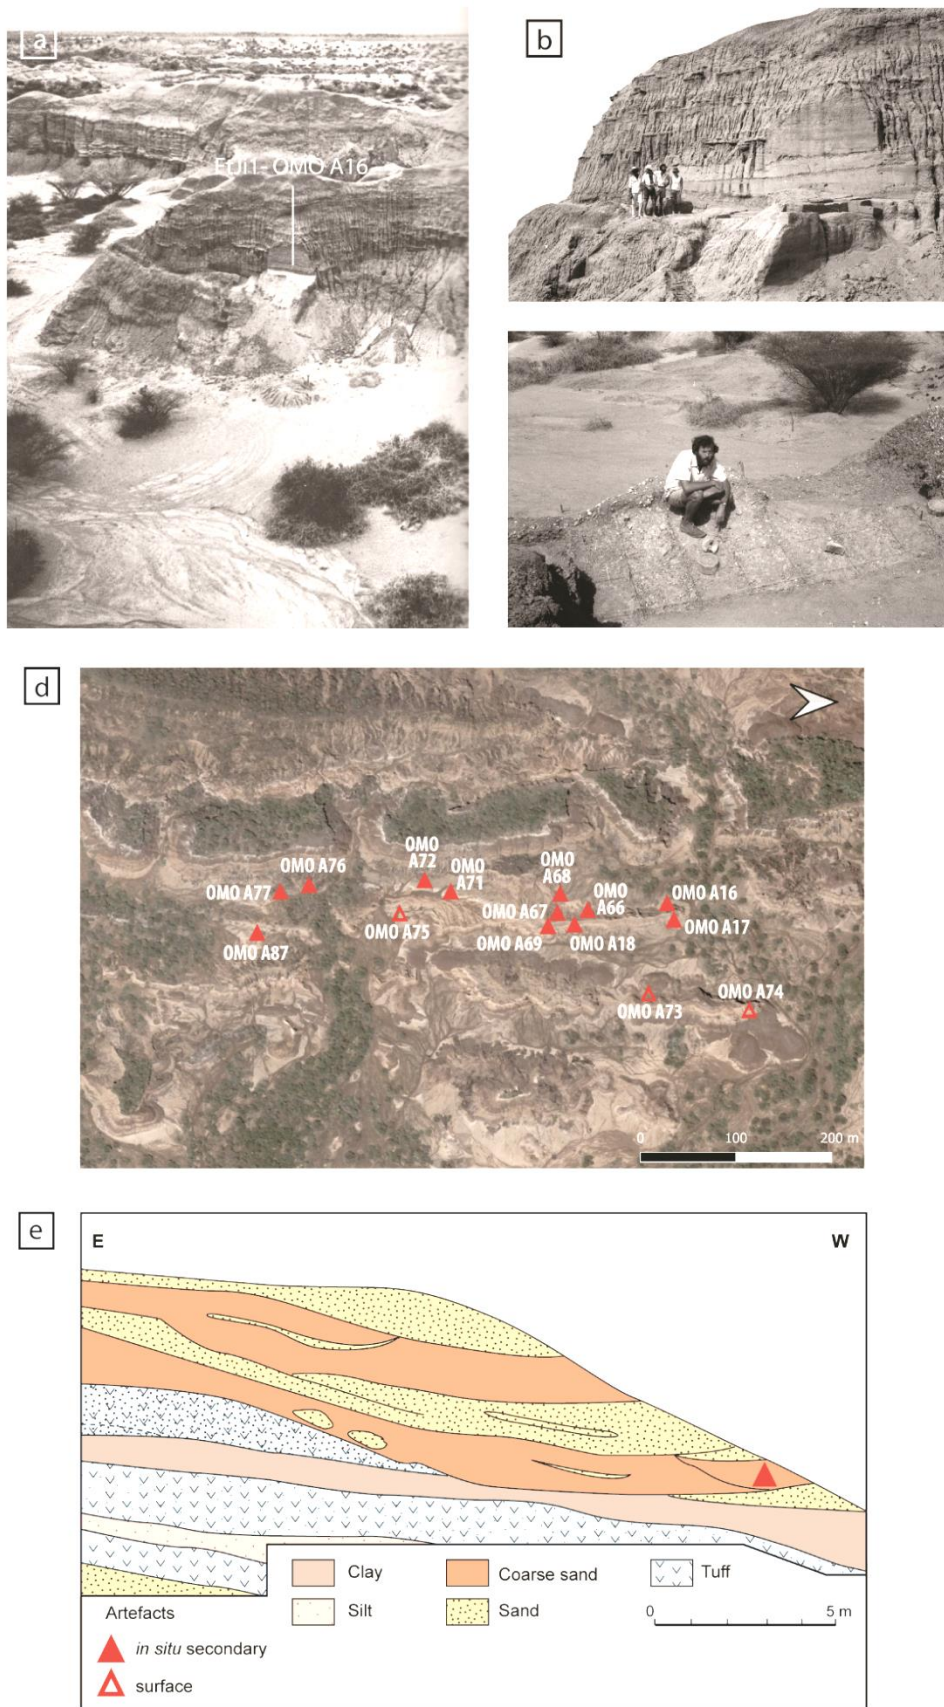 a
FtJi1- OMO A16
b
d
OMO
A72
OMO A76
OMO
A71
OMO
A68
OMO
A66
OMO A16
OMO A77
OMO A67
OMO A17
OMO A75
OMO A87
OMO A69
OMO A18
OMO A73
OMO A74
0 100 200 m
e
E W
Clay
Coarse sand
Tuff
Silt
Sand
0 5 m
Artefacts
in situ secondary
surface